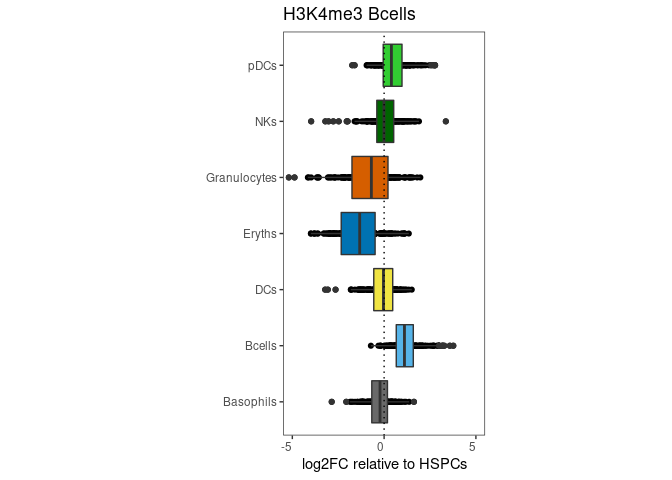 H3K4me3 Bcells
pDCs
NKs
Granulocytes
Eryths
DCs
Bcells
Basophils
-5 0 5
log2FC relative to HSPCs